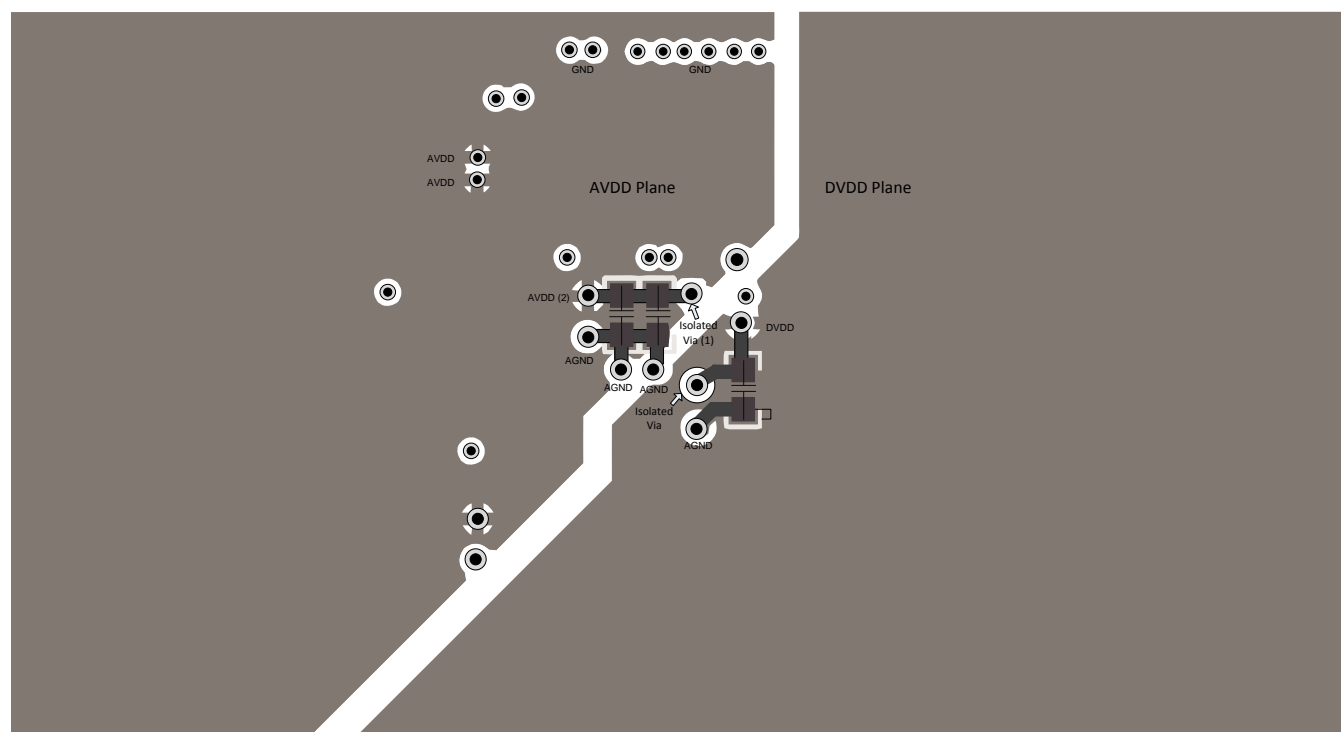 GND
GND
AVDD
AVDD
AVDD Plane
DVDD Plane
AVDD (2)
Isolated
Via (1)
DVDD
AGND
AGND
AGND
Isolated
Via
AGND